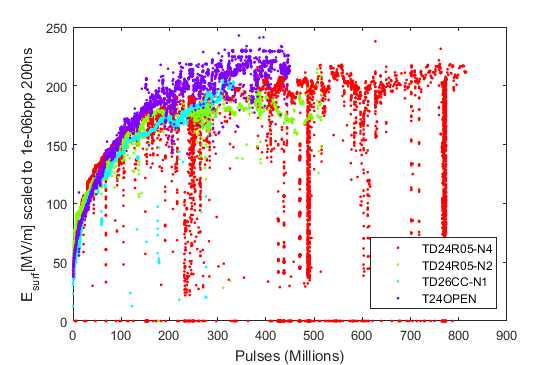 250
200
150
100
50
0
E_surf[MV/m] scaled to 1e-06bpp 200ns
TD24R05-N4
TD24R05-N2
TD26CC-N1
T24OPEN
0 100 200 300 400 500 600 700 800 900
Pulses (Millions)